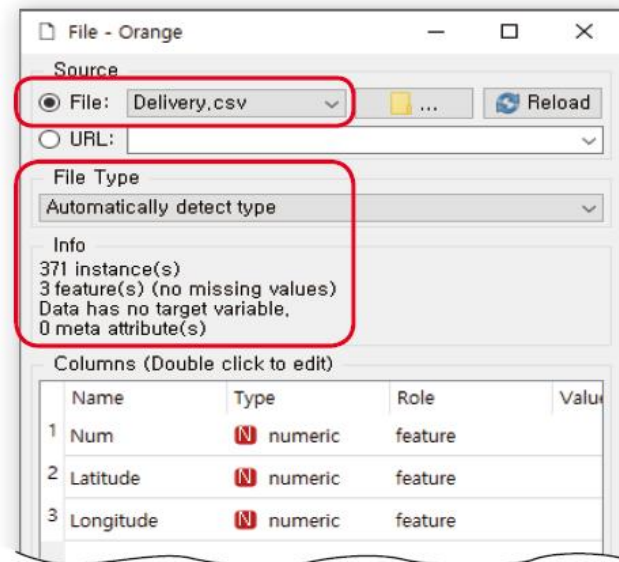 File - Orange
Source
File: Delivery.csv ... Reload
URL:
File Type
Automatically detect type
Info
371 instance(s)
3 feature(s) (no missing values)
Data has no target variable.
0 meta attribute(s)
Columns (Double click to edit)
Name Type Role Value
1 Num N numeric feature
2 Latitude N numeric feature
3 Longitude N numeric feature